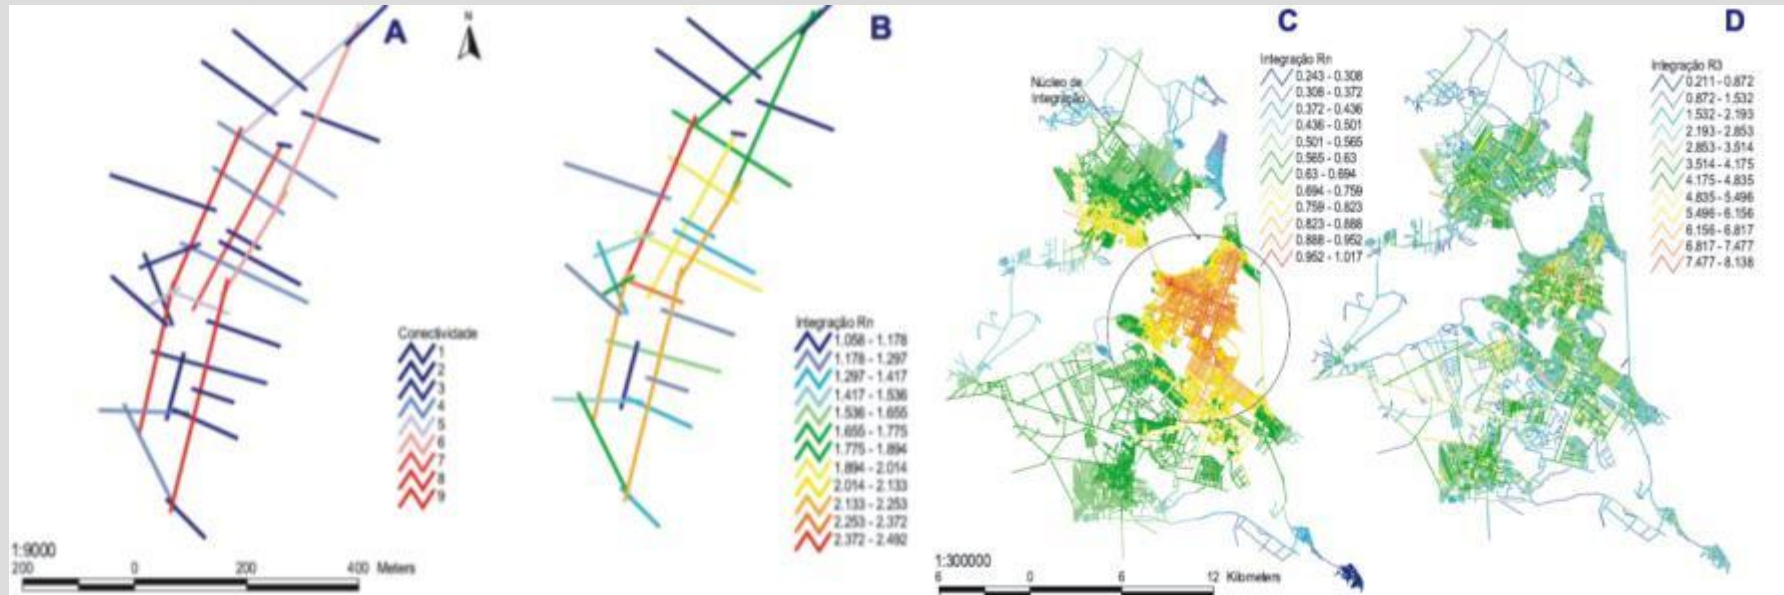 A
N
Conectividade
1
2
3
4
5
6
7
8
9
1:9000
200 0 200 400 Meters
B
Integração Rn
1.058 - 1.178
1.178 - 1.297
1.297 - 1.417
1.417 - 1.536
1.536 - 1.655
1.655 - 1.775
1.775 - 1.894
1.894 - 2.014
2.014 - 2.133
2.133 - 2.253
2.253 - 2.372
2.372 - 2.492
C
Núcleo de
Integração
Integração Rn
0.243 - 0.308
0.308 - 0.372
0.372 - 0.436
0.436 - 0.501
0.501 - 0.565
0.565 - 0.63
0.63 - 0.694
0.694 - 0.759
0.759 - 0.823
0.823 - 0.888
0.888 - 0.952
0.952 - 1.017
1:300000
6 0 6 12 Kilometers
D
Integração R3
0.211 - 0.872
0.872 - 1.532
1.532 - 2.193
2.193 - 2.853
2.853 - 3.514
3.514 - 4.175
4.175 - 4.835
4.835 - 5.496
5.496 - 6.156
6.156 - 6.817
6.817 - 7.477
7.477 - 8.138